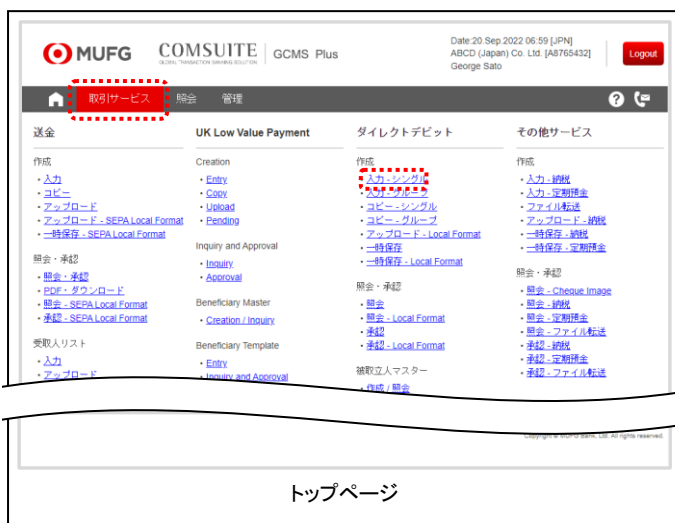 MUFG
COMSUITE
GLOBAL TRANSACTION BANKING SOLUTION
GCMS Plus
Date:20.Sep.2022 06:59 [JPN]
ABCD (Japan) Co. Ltd. [A8765432]
George Sato
Logout
取引サービス 照会 管理
送金
作成
・入力
・コピー
・アップロード
・アップロード - SEPA Local Format
・一時保存 - SEPA Local Format
照会・承認
・照会・承認
・PDF・ダウンロード
・照会 - SEPA Local Format
・承認 - SEPA Local Format
受取人リスト
・入力
・アップロード
UK Low Value Payment
Creation
・Entry
・Copy
・Upload
・Pending
Inquiry and Approval
・Inquiry
・Approval
Beneficiary Master
・Creation / Inquiry
Beneficiary Template
・Entry
・Inquiry and Approval
ダイレクトデビット
作成
・入力 - シングル
・入力 - グループ
・コピー - シングル
・コピー - グループ
・アップロード - Local Format
・一時保存
・一時保存 - Local Format
照会・承認
・照会
・照会 - Local Format
・承認
・承認 - Local Format
被取立人マスター
・作成 / 照会
その他サービス
作成
・入力 - 納税
・入力 - 定期預金
・ファイル転送
・アップロード - 納税
・一時保存 - 納税
・一時保存 - 定期預金
照会・承認
・照会 - Cheque Image
・照会 - 納税
・照会 - 定期預金
・照会 - ファイル転送
・承認 - 納税
・承認 - 定期預金
・承認 - ファイル転送
Copyright © MUFG Bank, Ltd. All rights reserved.
トップページ